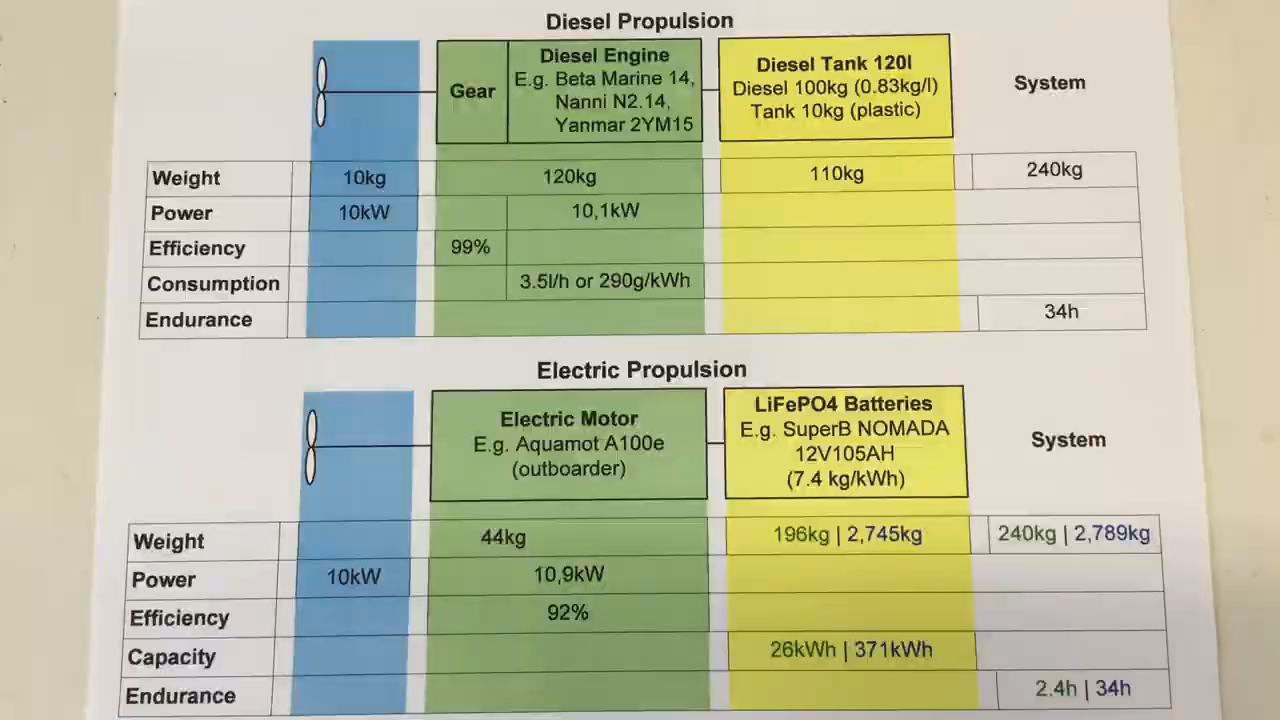 Diesel Propulsion
Gear
Diesel Engine
E.g. Beta Marine 14,
Nanni N2.14,
Yanmar 2YM15
Diesel Tank 120l
Diesel 100kg (0.83kg/l)
Tank 10kg (plastic)
System
Weight 10kg 120kg 110kg 240kg
Power 10kW 10,1kW
Efficiency 99%
Consumption 3.5l/h or 290g/kWh
Endurance 34h
Electric Propulsion
Electric Motor
E.g. Aquamot A100e
(outboarder)
LiFePO4 Batteries
E.g. SuperB NOMADA
12V105AH
(7.4 kg/kWh)
System
Weight 44kg 196kg | 2,745kg 240kg | 2,789kg
Power 10kW 10,9kW
Efficiency 92%
Capacity 26kWh | 371kWh
Endurance 2.4h | 34h